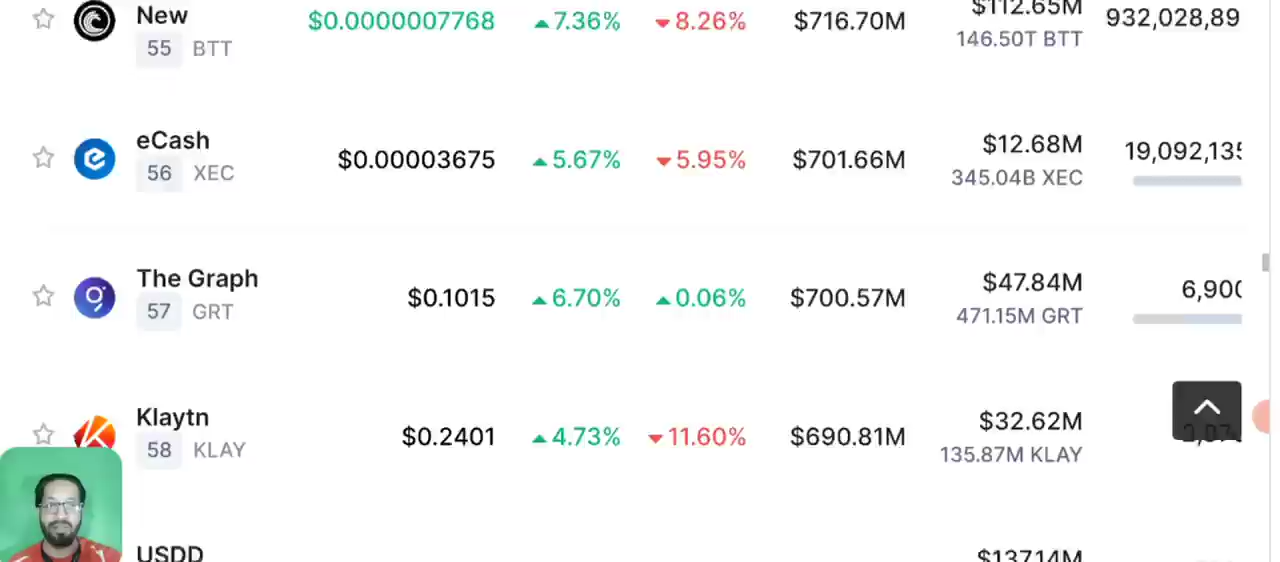 New $0.0000007768 ▲7.36% ▼8.26% $716.70M $112.65M 932,028,89
55 BTT 146.50T BTT
eCash $0.00003675 ▲5.67% ▼5.95% $701.66M $12.68M 19,092,135
56 XEC 345.04B XEC
The Graph $0.1015 ▲6.70% ▲0.06% $700.57M $47.84M 6,900
57 GRT 471.15M GRT
Klaytn $0.2401 ▲4.73% ▼11.60% $690.81M $32.62M
58 KLAY 135.87M KLAY
USDD $137.14M